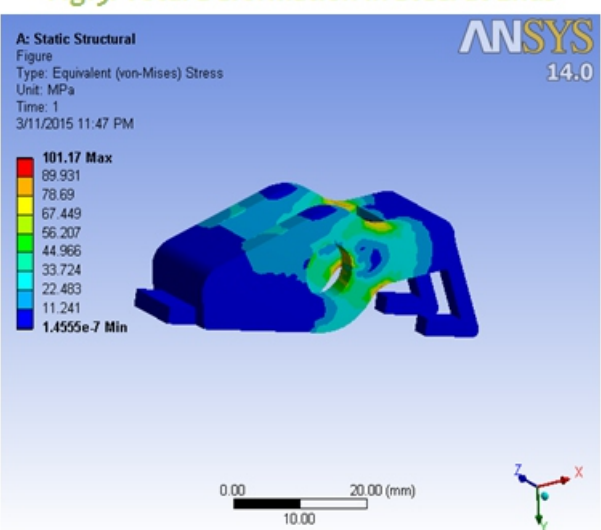 A: Static Structural
Figure
Type: Equivalent (von-Mises) Stress
Unit: MPa
Time: 1
3/11/2015 11:47 PM
ANSYS
14.0
101.17 Max
89.931
78.69
67.449
56.207
44.966
33.724
22.483
11.241
1.4555e-7 Min
Z
X
Y
0.00
20.00 (mm)
10.00